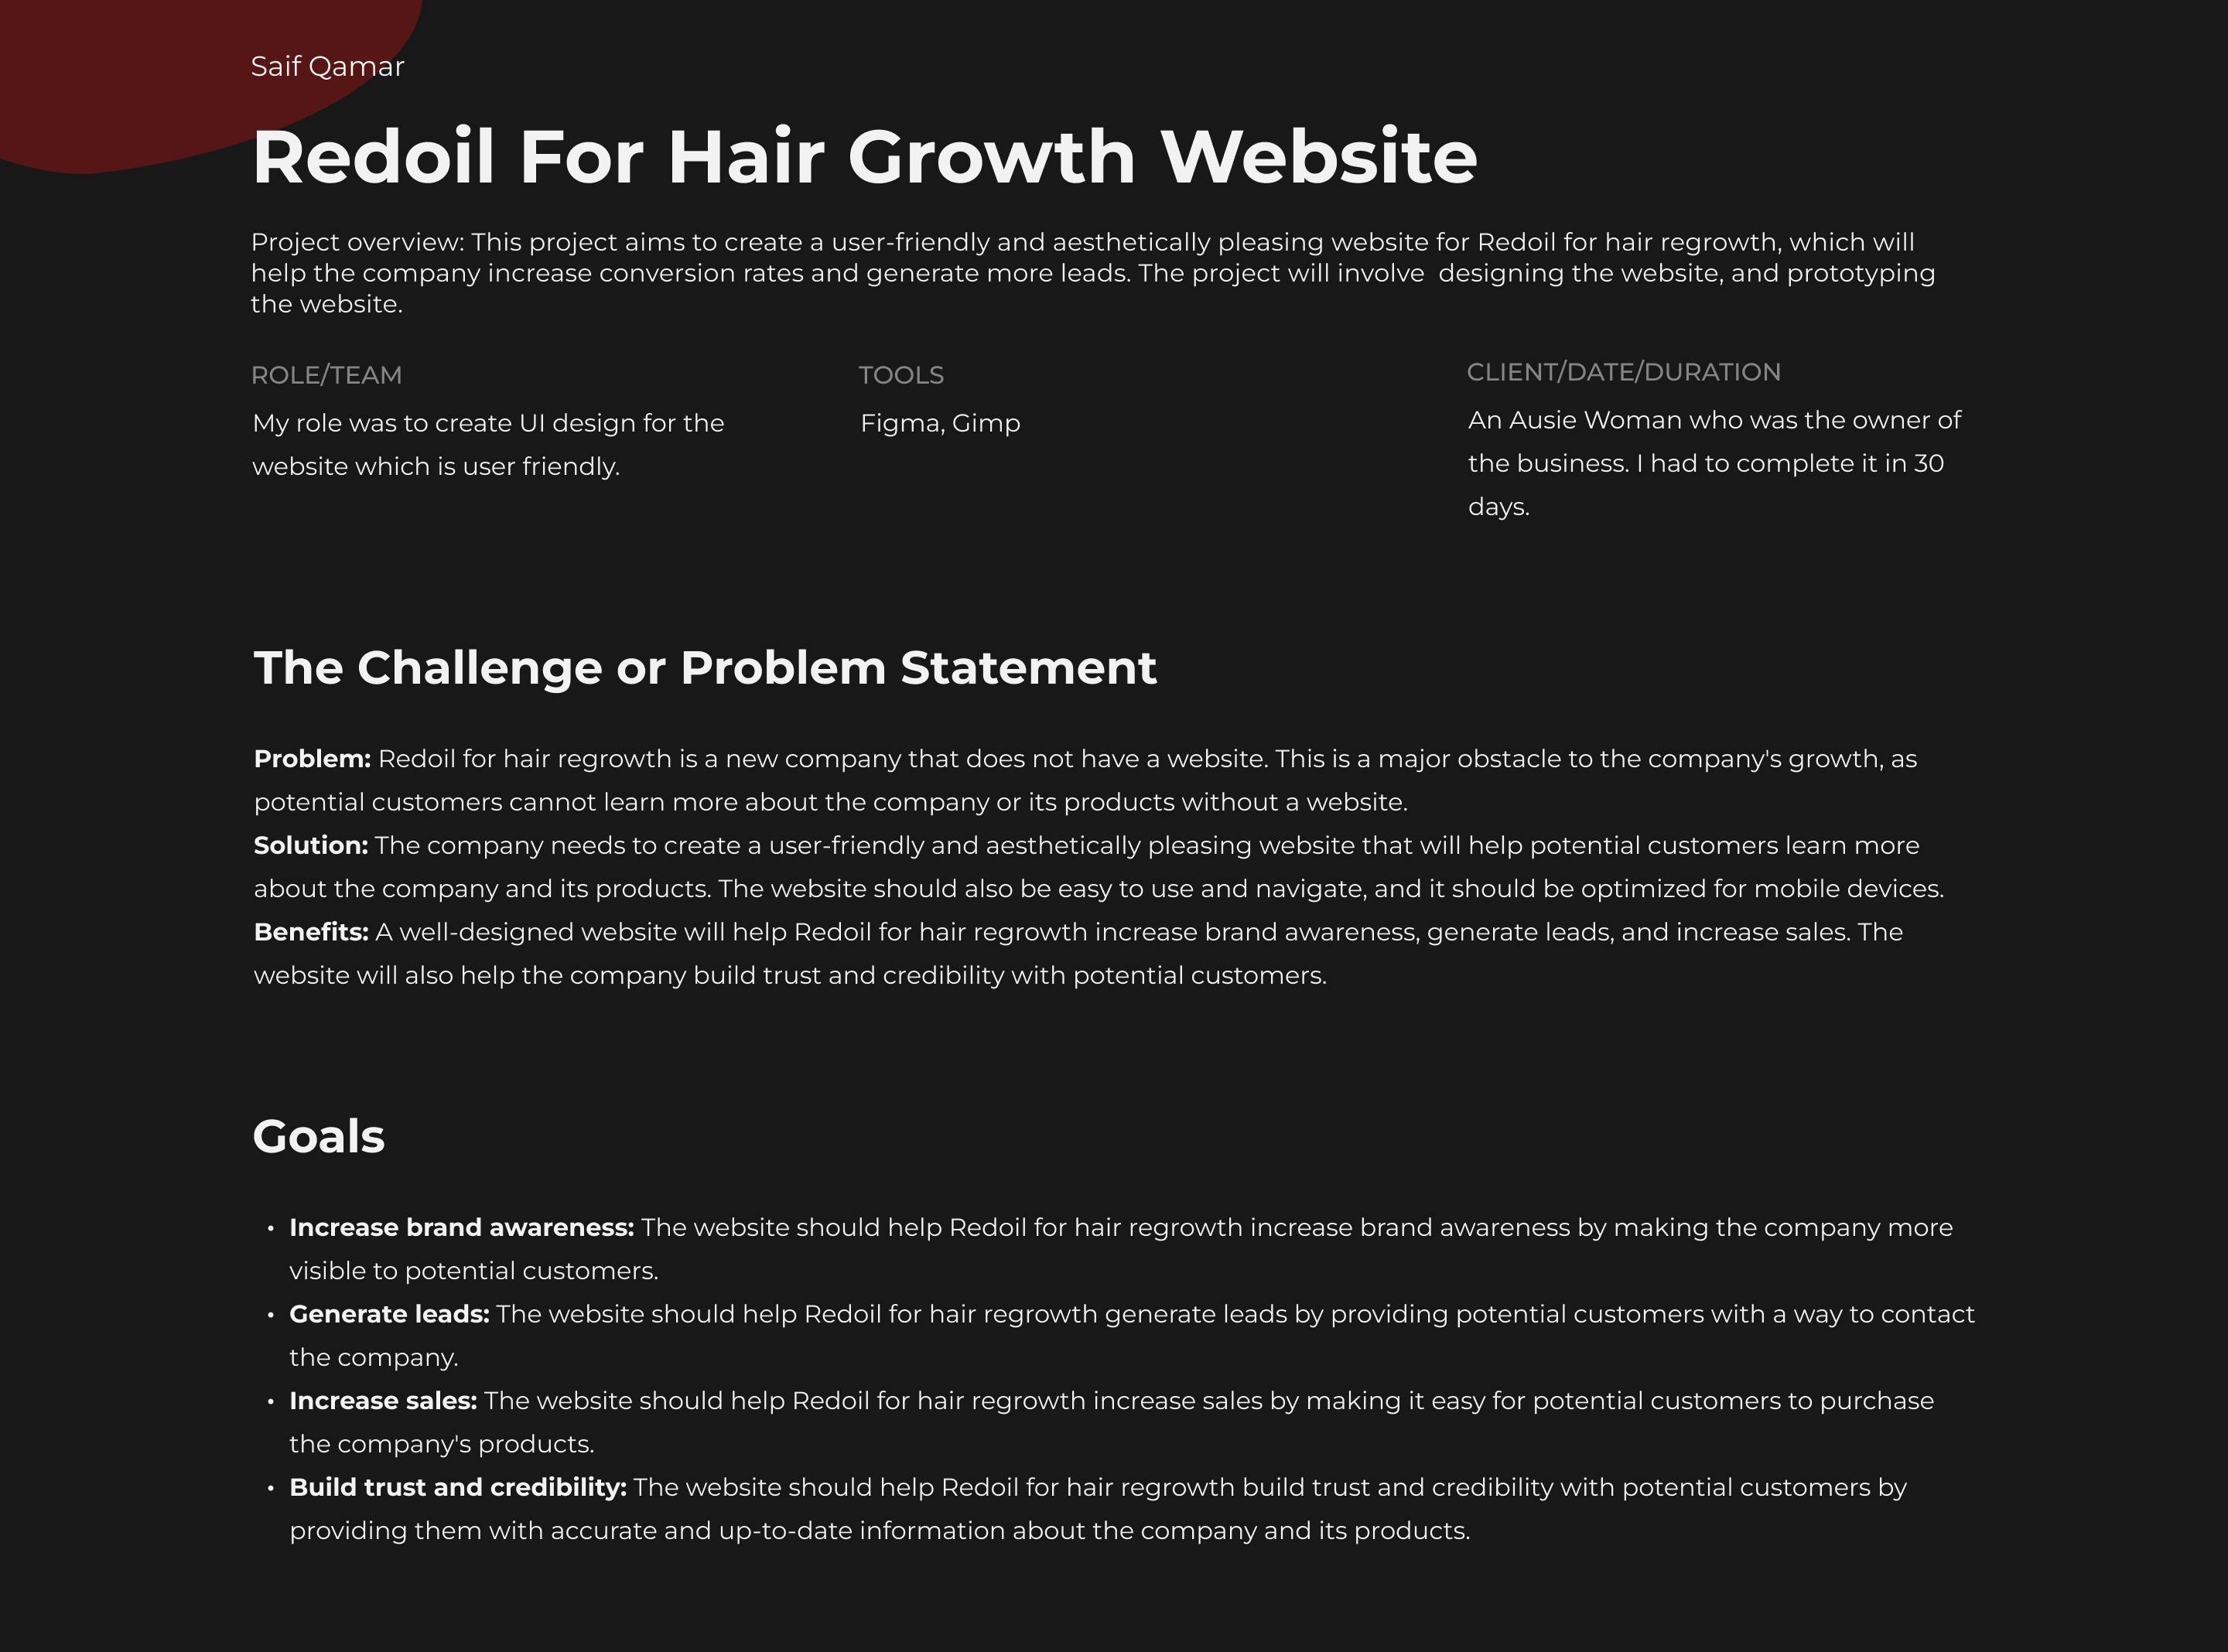 Saif Qamar
Redoil For Hair Growth Website
Project overview: This project aims to create a user-friendly and aesthetically pleasing website for Redoil for hair regrowth, which will
help the company increase conversion rates and generate more leads. The project will involve  designing the website, and prototyping
the website.
ROLE/TEAM
My role was to create UI design for the
website which is user friendly.
TOOLS
Figma, Gimp
CLIENT/DATE/DURATION
An Ausie Woman who was the owner of
the business. I had to complete it in 30
days.
The Challenge or Problem Statement
Problem: Redoil for hair regrowth is a new company that does not have a website. This is a major obstacle to the company's growth, as
potential customers cannot learn more about the company or its products without a website.
Solution: The company needs to create a user-friendly and aesthetically pleasing website that will help potential customers learn more
about the company and its products. The website should also be easy to use and navigate, and it should be optimized for mobile devices.
Benefits: A well-designed website will help Redoil for hair regrowth increase brand awareness, generate leads, and increase sales. The
website will also help the company build trust and credibility with potential customers.
Goals
• Increase brand awareness: The website should help Redoil for hair regrowth increase brand awareness by making the company more
visible to potential customers.
• Generate leads: The website should help Redoil for hair regrowth generate leads by providing potential customers with a way to contact
the company.
• Increase sales: The website should help Redoil for hair regrowth increase sales by making it easy for potential customers to purchase
the company's products.
• Build trust and credibility: The website should help Redoil for hair regrowth build trust and credibility with potential customers by
providing them with accurate and up-to-date information about the company and its products.